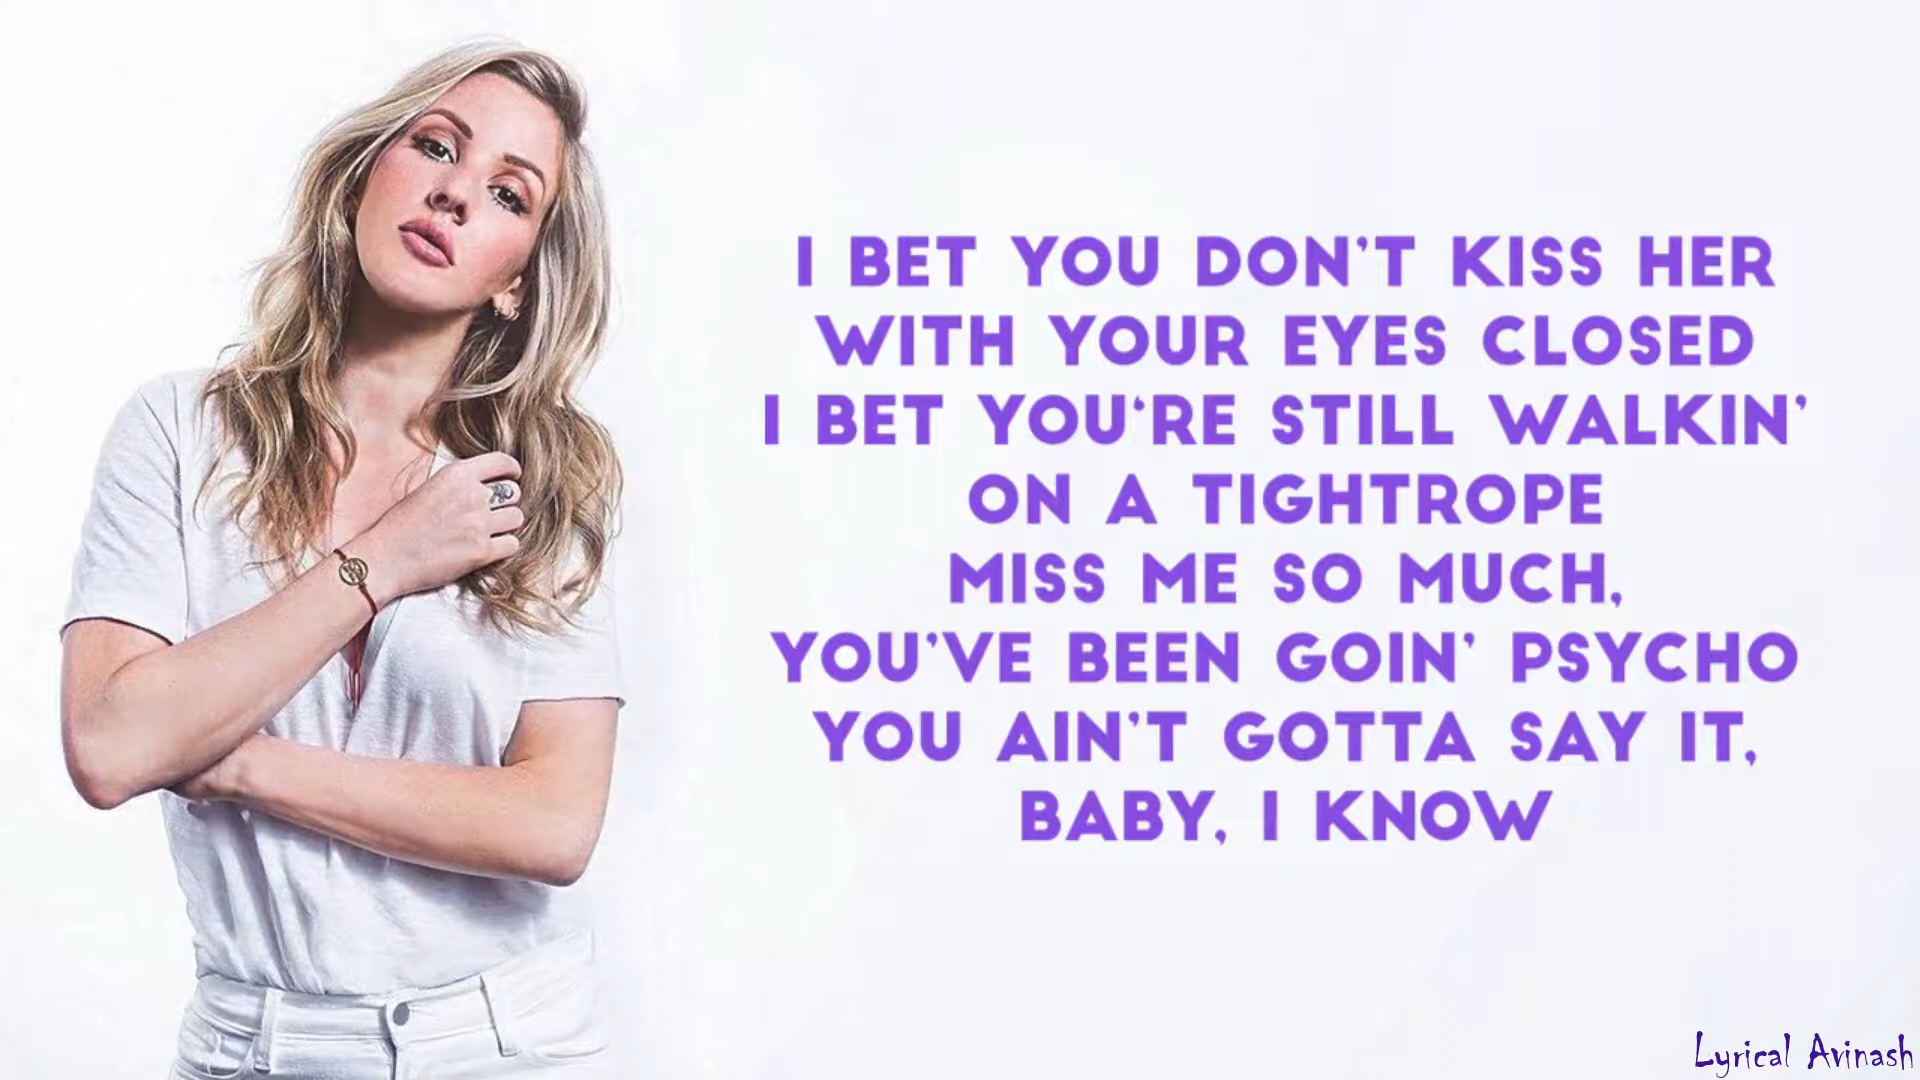 I BET YOU DON'T KISS HER
WITH YOUR EYES CLOSED
I BET YOU‘RE STILL WALKIN'
ON A TIGHTROPE
MISS ME SO MUCH,
YOU'VE BEEN GOIN' PSYCHO
YOU AIN'T GOTTA SAY IT,
BABY, I KNOW
Lyrical Avinash